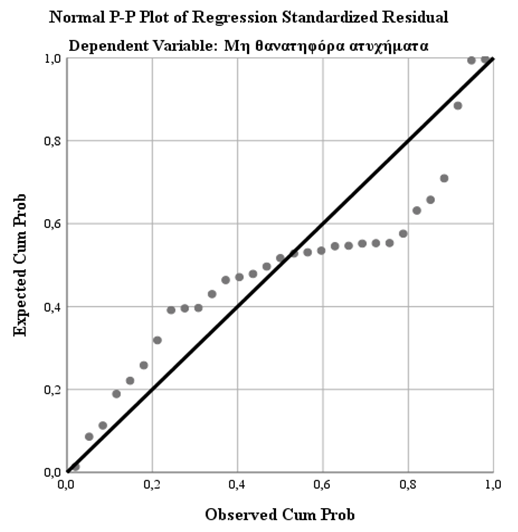 Normal P-P Plot of Regression Standardized Residual
Dependent Variable: Μη θανατηφόρα ατυχήματα
1,0
0,8
0,6
0,4
0,2
0,0
Expected Cum Prob
0,0 0,2 0,4 0,6 0,8 1,0
Observed Cum Prob